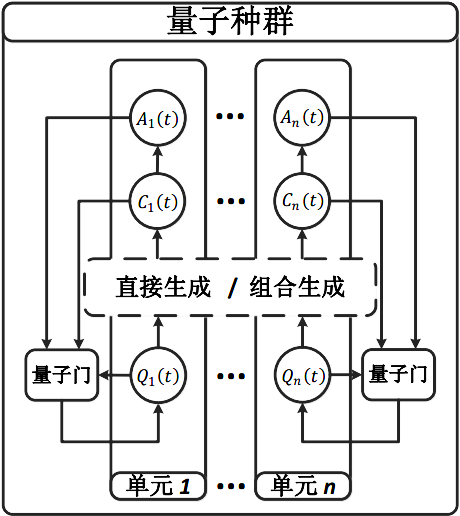 量子种群
A₁(t) ••• Aₙ(t)
C₁(t) ••• Cₙ(t)
直接生成 / 组合生成
量子门 Q₁(t) ••• Qₙ(t) 量子门
单元 1 ••• 单元 n